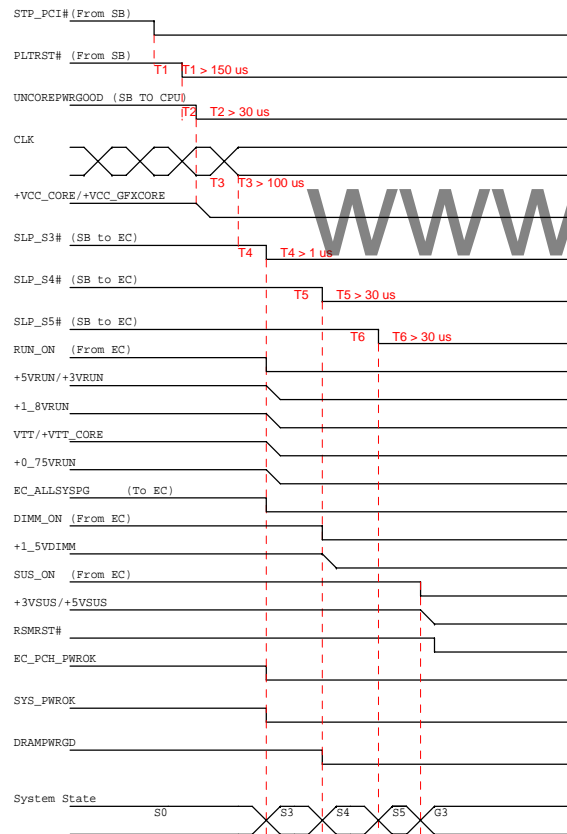 STP_PCI#(From SB)
PLTRST# (From SB)
T1 T1 > 150 us
UNCOREPWRGOOD (SB TO CPU)
T2 T2 > 30 us
CLK
T3 T3 > 100 us
+VCC_CORE/+VCC_GFXCORE
WWW
SLP_S3# (SB to EC)
T4 T4 > 1 us
SLP_S4# (SB to EC)
T5 T5 > 30 us
SLP_S5# (SB to EC)
T6 T6 > 30 us
RUN_ON (From EC)
+5VRUN/+3VRUN
+1_8VRUN
VTT/+VTT_CORE
+0_75VRUN
EC_ALLSYSPG (To EC)
DIMM_ON (From EC)
+1_5VDIMM
SUS_ON (From EC)
+3VSUS/+5VSUS
RSMRST#
EC_PCH_PWROK
SYS_PWROK
DRAMPWRGD
System State
S0 S3 S4 S5 G3